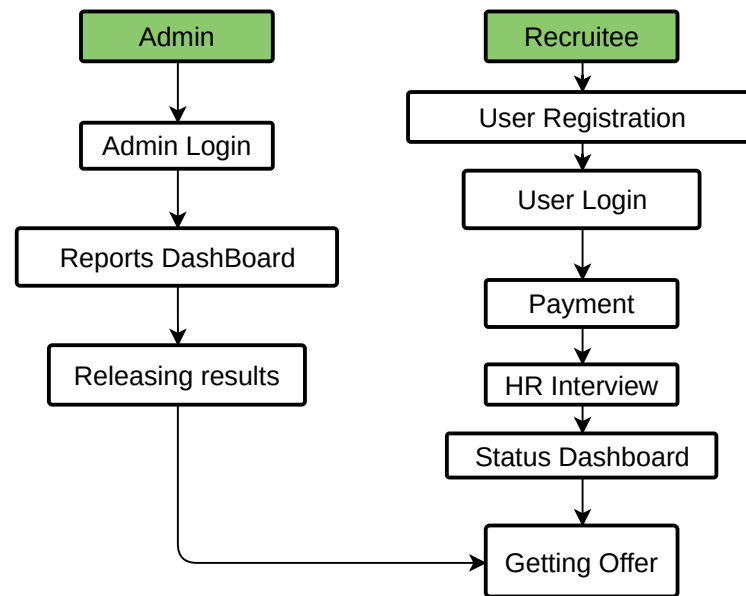 Admin
Recruitee
User Registration
Admin Login
User Login
Reports DashBoard
Payment
Releasing results
HR Interview
Status Dashboard
Getting Offer